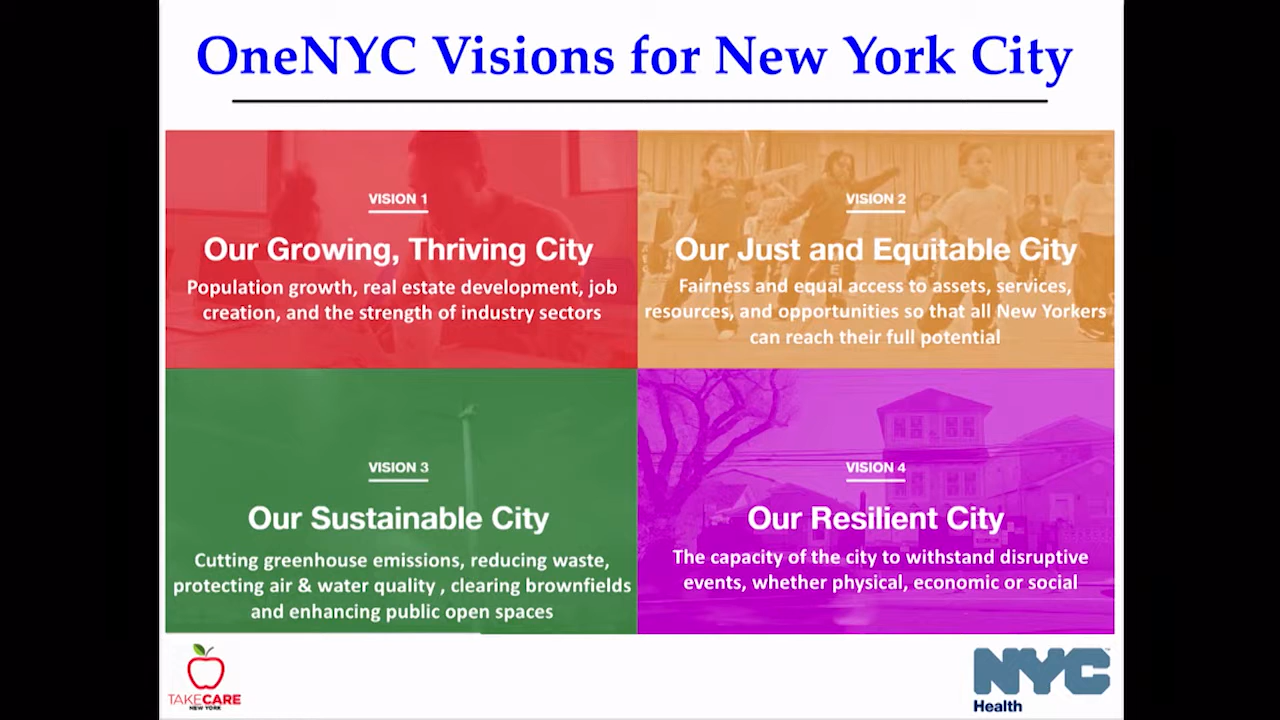 OneNYC Visions for New York City
VISION 1
Our Growing, Thriving City
Population growth, real estate development, job
creation, and the strength of industry sectors
VISION 2
Our Just and Equitable City
Fairness and equal access to assets, services,
resources, and opportunities so that all New Yorkers
can reach their full potential
VISION 3
Our Sustainable City
Cutting greenhouse emissions, reducing waste,
protecting air & water quality , clearing brownfields
and enhancing public open spaces
VISION 4
Our Resilient City
The capacity of the city to withstand disruptive
events, whether physical, economic or social
TAKECARE
NEW YORK
NYC
Health